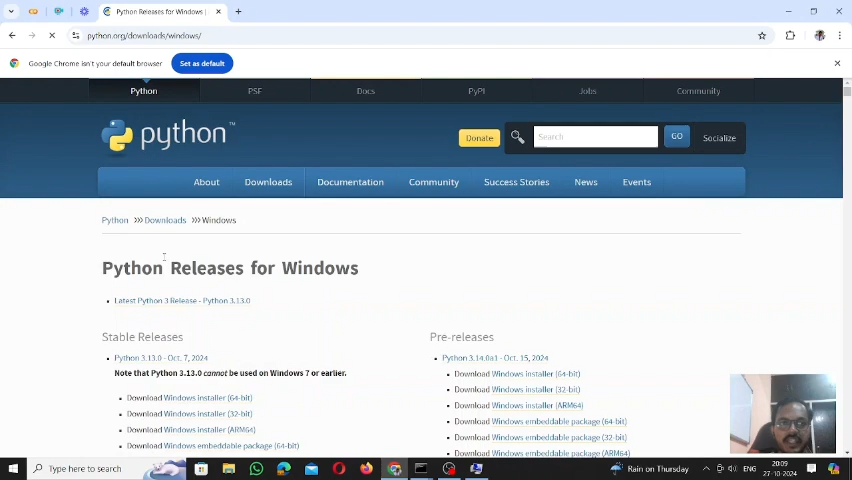 Python Releases for Windows |
python.org/downloads/windows/
Google Chrome isn't your default browser
Set as default
Python
PSF
Docs
PyPI
Jobs
Community
python™
Donate
Search
GO
Socialize
About
Downloads
Documentation
Community
Success Stories
News
Events
Python >>> Downloads >>> Windows
Python Releases for Windows
Latest Python 3 Release - Python 3.13.0
Stable Releases
Python 3.13.0 - Oct. 7, 2024
Note that Python 3.13.0 cannot be used on Windows 7 or earlier.
Download Windows installer (64-bit)
Download Windows installer (32-bit)
Download Windows installer (ARM64)
Download Windows embeddable package (64-bit)
Pre-releases
Python 3.14.0a1 - Oct. 15, 2024
Download Windows installer (64-bit)
Download Windows installer (32-bit)
Download Windows installer (ARM64)
Download Windows embeddable package (64-bit)
Download Windows embeddable package (32-bit)
Download Windows embeddable package (ARM64)
Type here to search
Rain on Thursday
ENG
20:09
27-10-2024